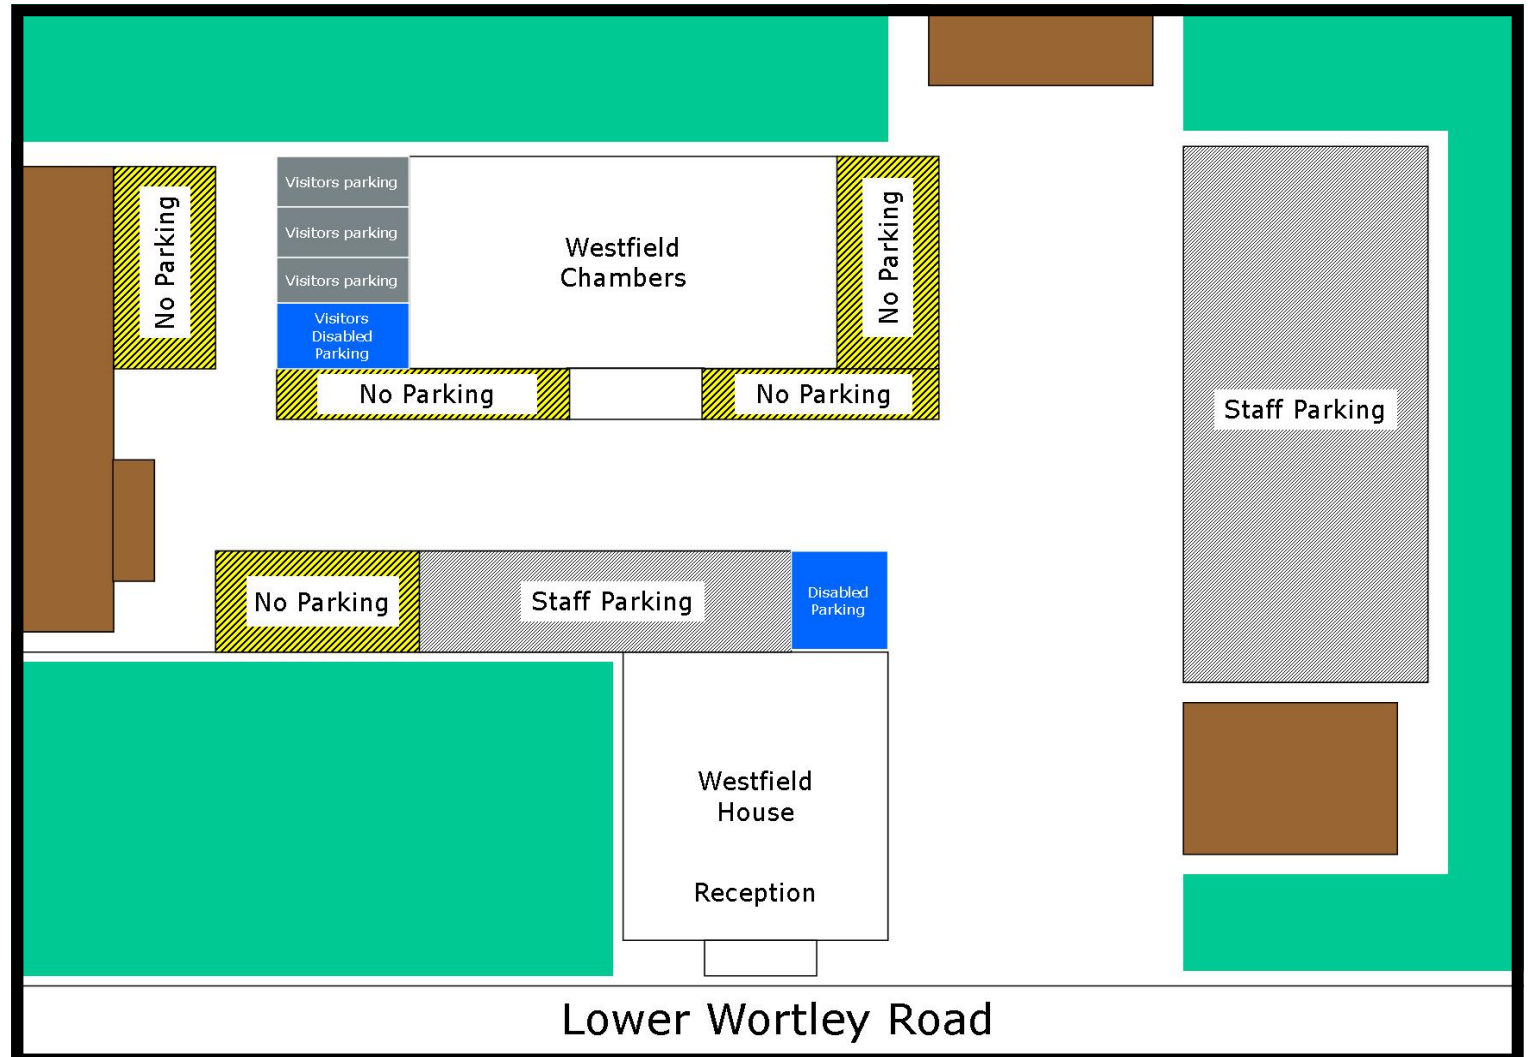 Visitors parking
Visitors parking
Visitors parking
Visitors
Disabled
Parking
No Parking
Westfield
Chambers
No Parking
No Parking
No Parking
Staff Parking
No Parking
Staff Parking
Disabled
Parking
Westfield
House
Reception
Lower Wortley Road